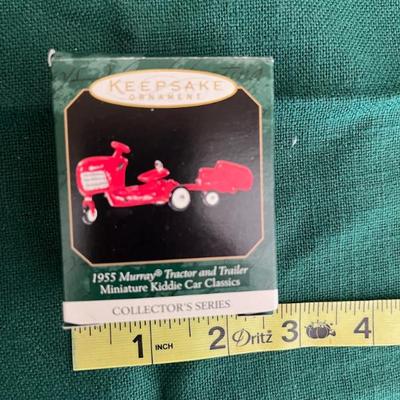 KEEPSAKE
ORNAMENT
1955 Murray® Tractor and Trailer
Miniature Kiddie Car Classics
COLLECTOR'S SERIES
1 INCH 2 Dritz® 3 4